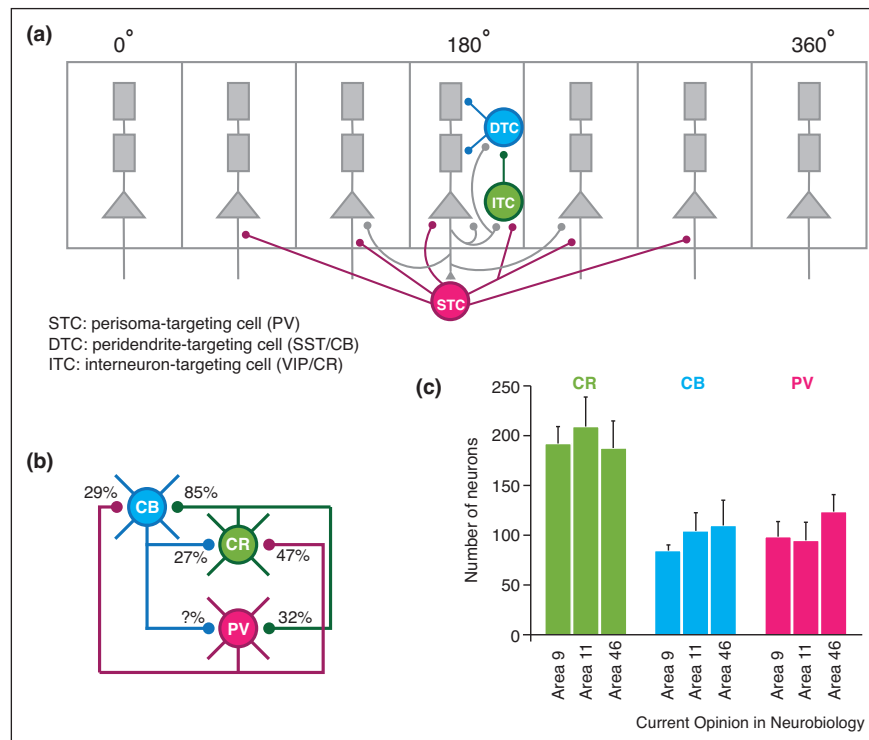 (a)
0° 180° 360°
DTC
ITC
STC
STC: perisoma-targeting cell (PV)
DTC: peridendrite-targeting cell (SST/CB)
ITC: interneuron-targeting cell (VIP/CR)
(b)
29% CB 85%
CR
27% 47%
?% PV 32%
(c)
CR CB PV
Number of neurons
250
200
150
100
50
0
Area 9
Area 11
Area 46
Area 9
Area 11
Area 46
Area 9
Area 11
Area 46
Current Opinion in Neurobiology